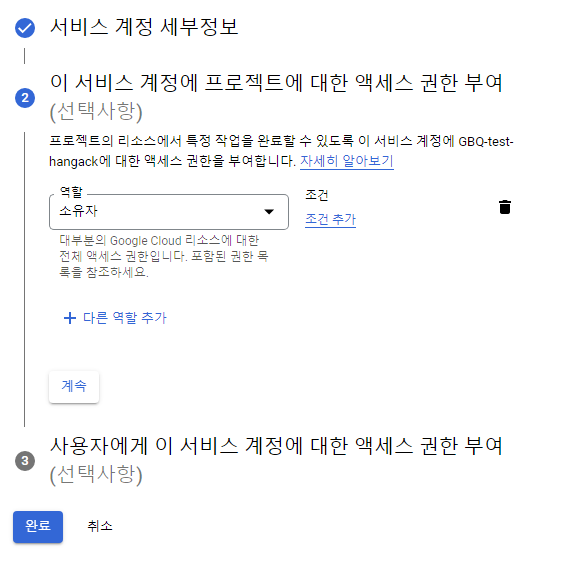 서비스 계정 세부정보
2
이 서비스 계정에 프로젝트에 대한 액세스 권한 부여
(선택사항)
프로젝트의 리소스에서 특정 작업을 완료할 수 있도록 이 서비스 계정에 GBQ-test-
hangack에 대한 액세스 권한을 부여합니다. 자세히 알아보기
역할
소유자
조건
조건 추가
대부분의 Google Cloud 리소스에 대한
전체 액세스 권한입니다. 포함된 권한 목
록을 참조하세요.
+ 다른 역할 추가
계속
3
사용자에게 이 서비스 계정에 대한 액세스 권한 부여
(선택사항)
완료 취소